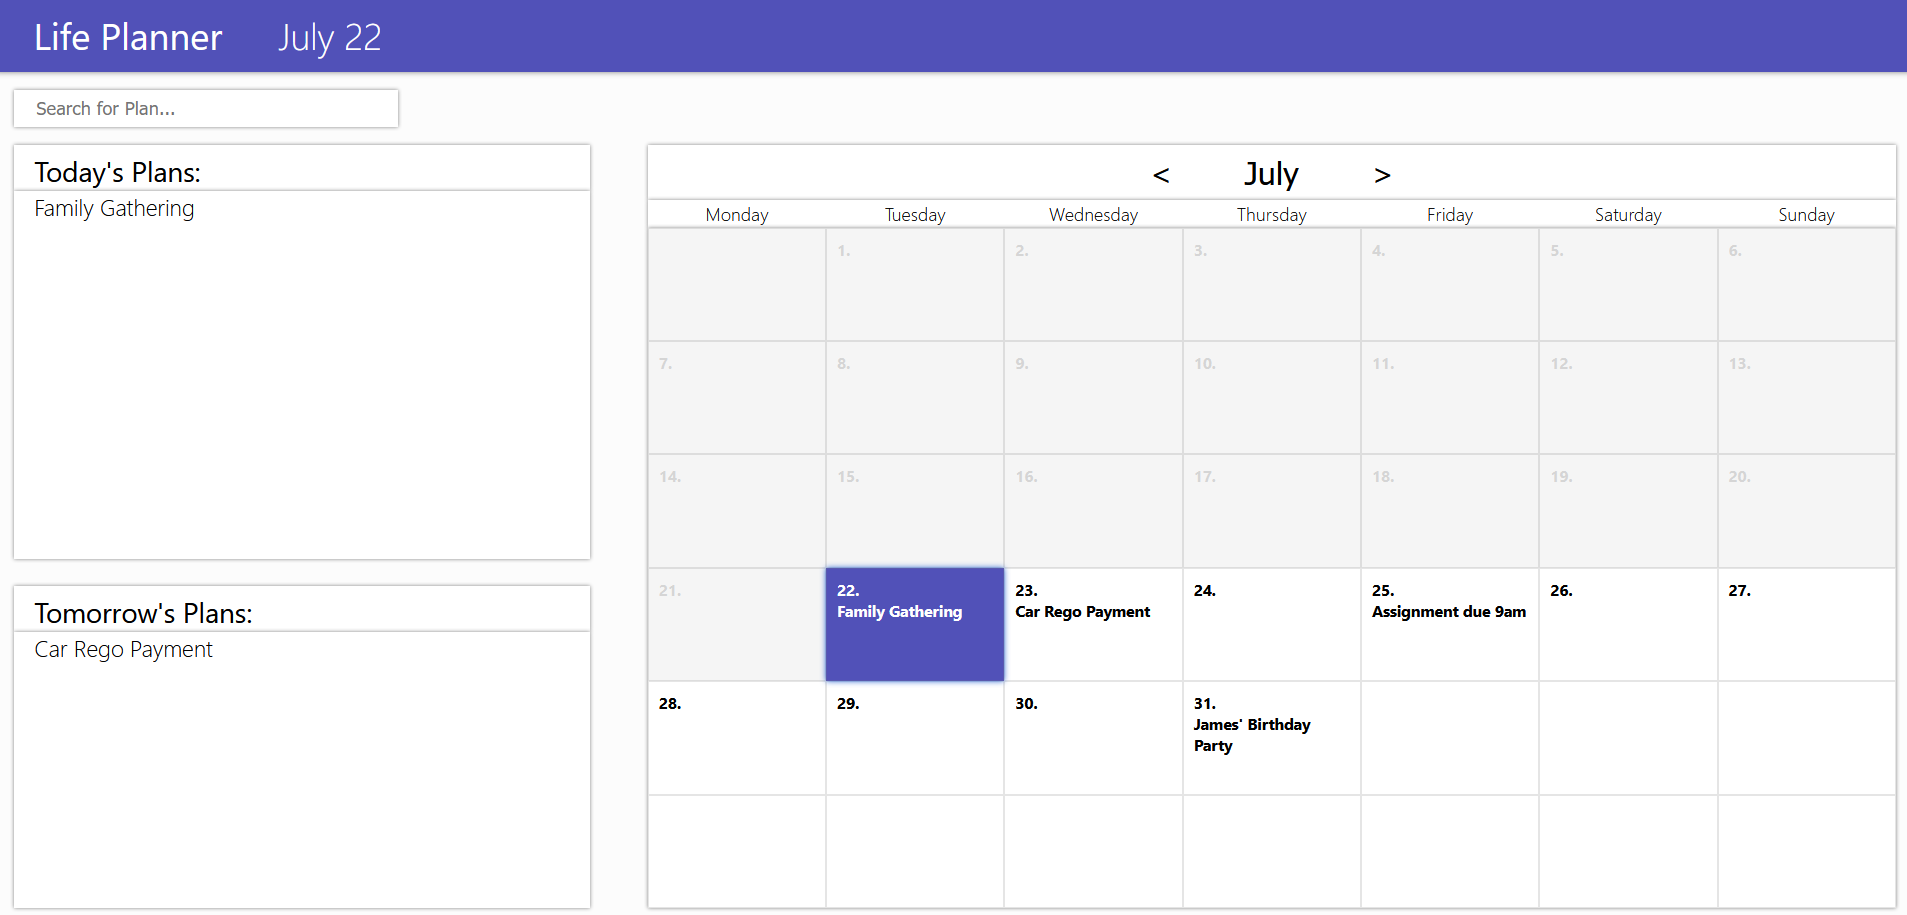 Life Planner July 22
Search for Plan...
Today's Plans:
Family Gathering
Tomorrow's Plans:
Car Rego Payment
< July >
Monday Tuesday Wednesday Thursday Friday Saturday Sunday
1. 2. 3. 4. 5. 6.
7. 8. 9. 10. 11. 12. 13.
14. 15. 16. 17. 18. 19. 20.
21. 22. 23. 24. 25. 26. 27.
Family Gathering Car Rego Payment Assignment due 9am
28. 29. 30. 31.
James' Birthday
Party